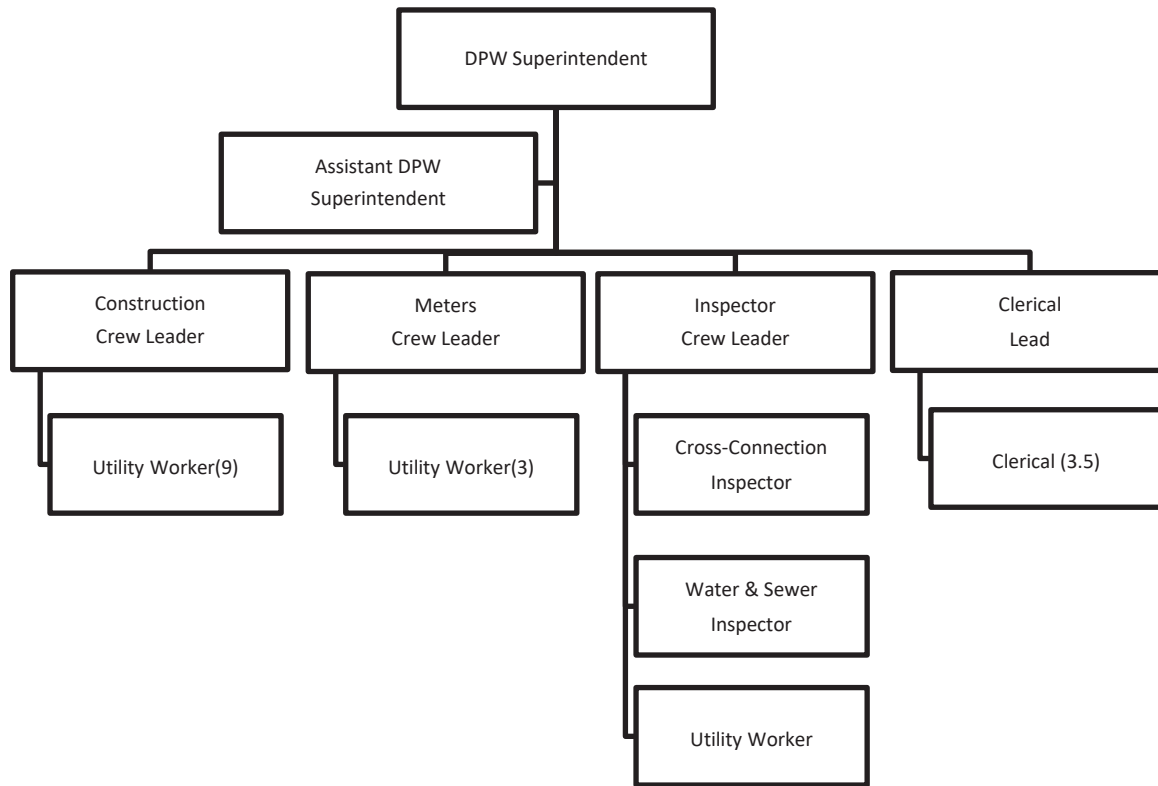 DPW Superintendent
Assistant DPW
Superintendent
Construction
Crew Leader
Meters
Crew Leader
Inspector
Crew Leader
Clerical
Lead
Utility Worker(9)
Utility Worker(3)
Cross-Connection
Inspector
Clerical (3.5)
Water & Sewer
Inspector
Utility Worker